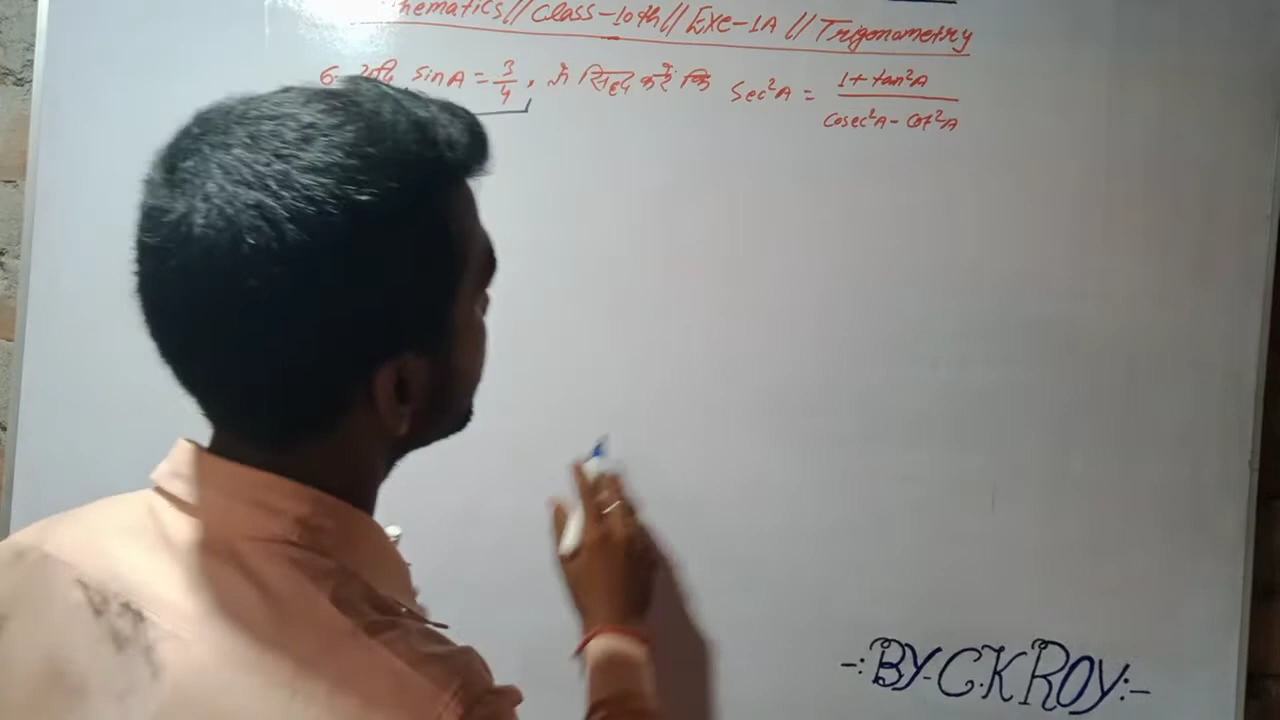 hematics // Class-10th // Exe-1A // Trigonometry
6. यदि sinA = 3/4, तो सिद्ध करें कि Sec²A = (1 + tan²A)/(Cosec²A - Cot²A)
-: BY- C.K ROY:-